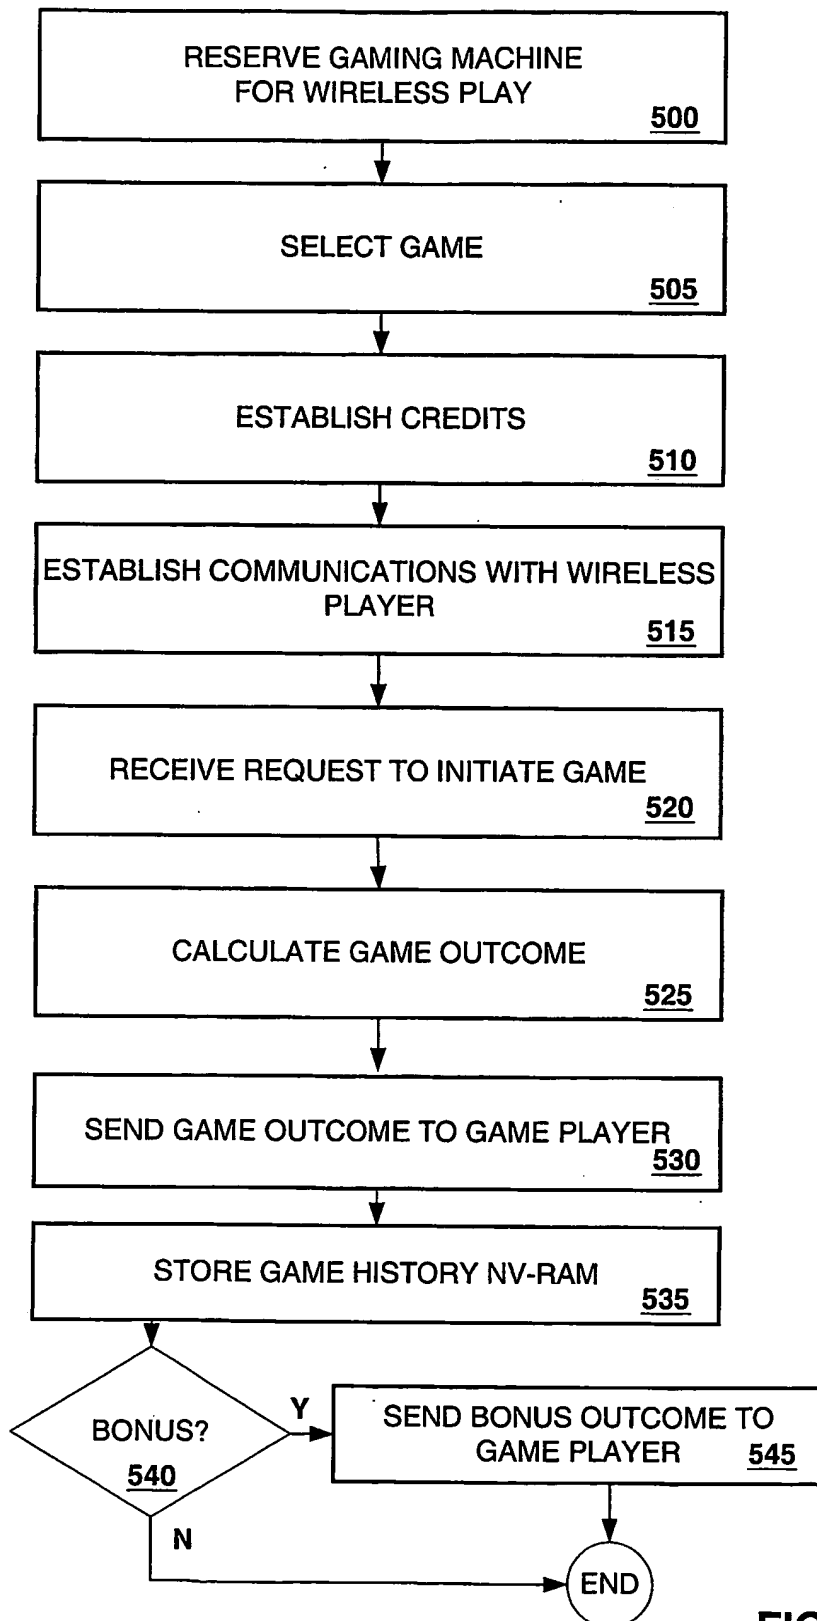 RESERVE GAMING MACHINE
FOR WIRELESS PLAY
500
SELECT GAME
505
ESTABLISH CREDITS
510
ESTABLISH COMMUNICATIONS WITH WIRELESS
PLAYER
515
RECEIVE REQUEST TO INITIATE GAME
520
CALCULATE GAME OUTCOME
525
SEND GAME OUTCOME TO GAME PLAYER
530
STORE GAME HISTORY NV-RAM
535
BONUS?
540
Y
SEND BONUS OUTCOME TO
GAME PLAYER 545
N
END